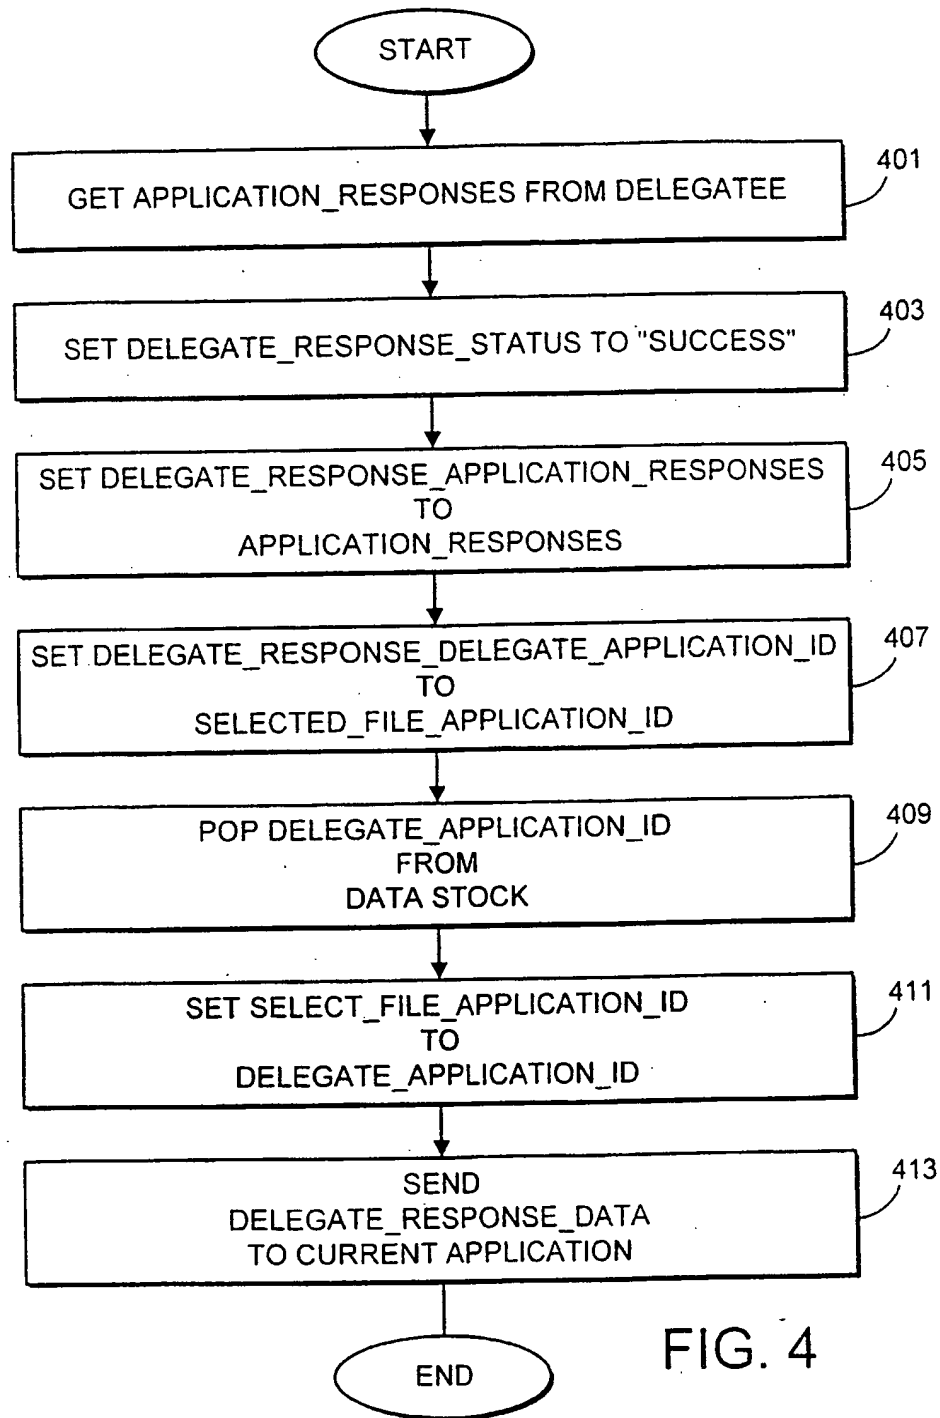 START
GET APPLICATION_RESPONSES FROM DELEGATEE
401
SET DELEGATE_RESPONSE_STATUS TO "SUCCESS"
403
SET DELEGATE_RESPONSE_APPLICATION_RESPONSES
TO
APPLICATION_RESPONSES
405
SET DELEGATE_RESPONSE_DELEGATE_APPLICATION_ID
TO
SELECTED_FILE_APPLICATION_ID
407
POP DELEGATE_APPLICATION_ID
FROM
DATA STOCK
409
SET SELECT_FILE_APPLICATION_ID
TO
DELEGATE_APPLICATION_ID
411
SEND
DELEGATE_RESPONSE_DATA
TO CURRENT APPLICATION
413
END
FIG. 4